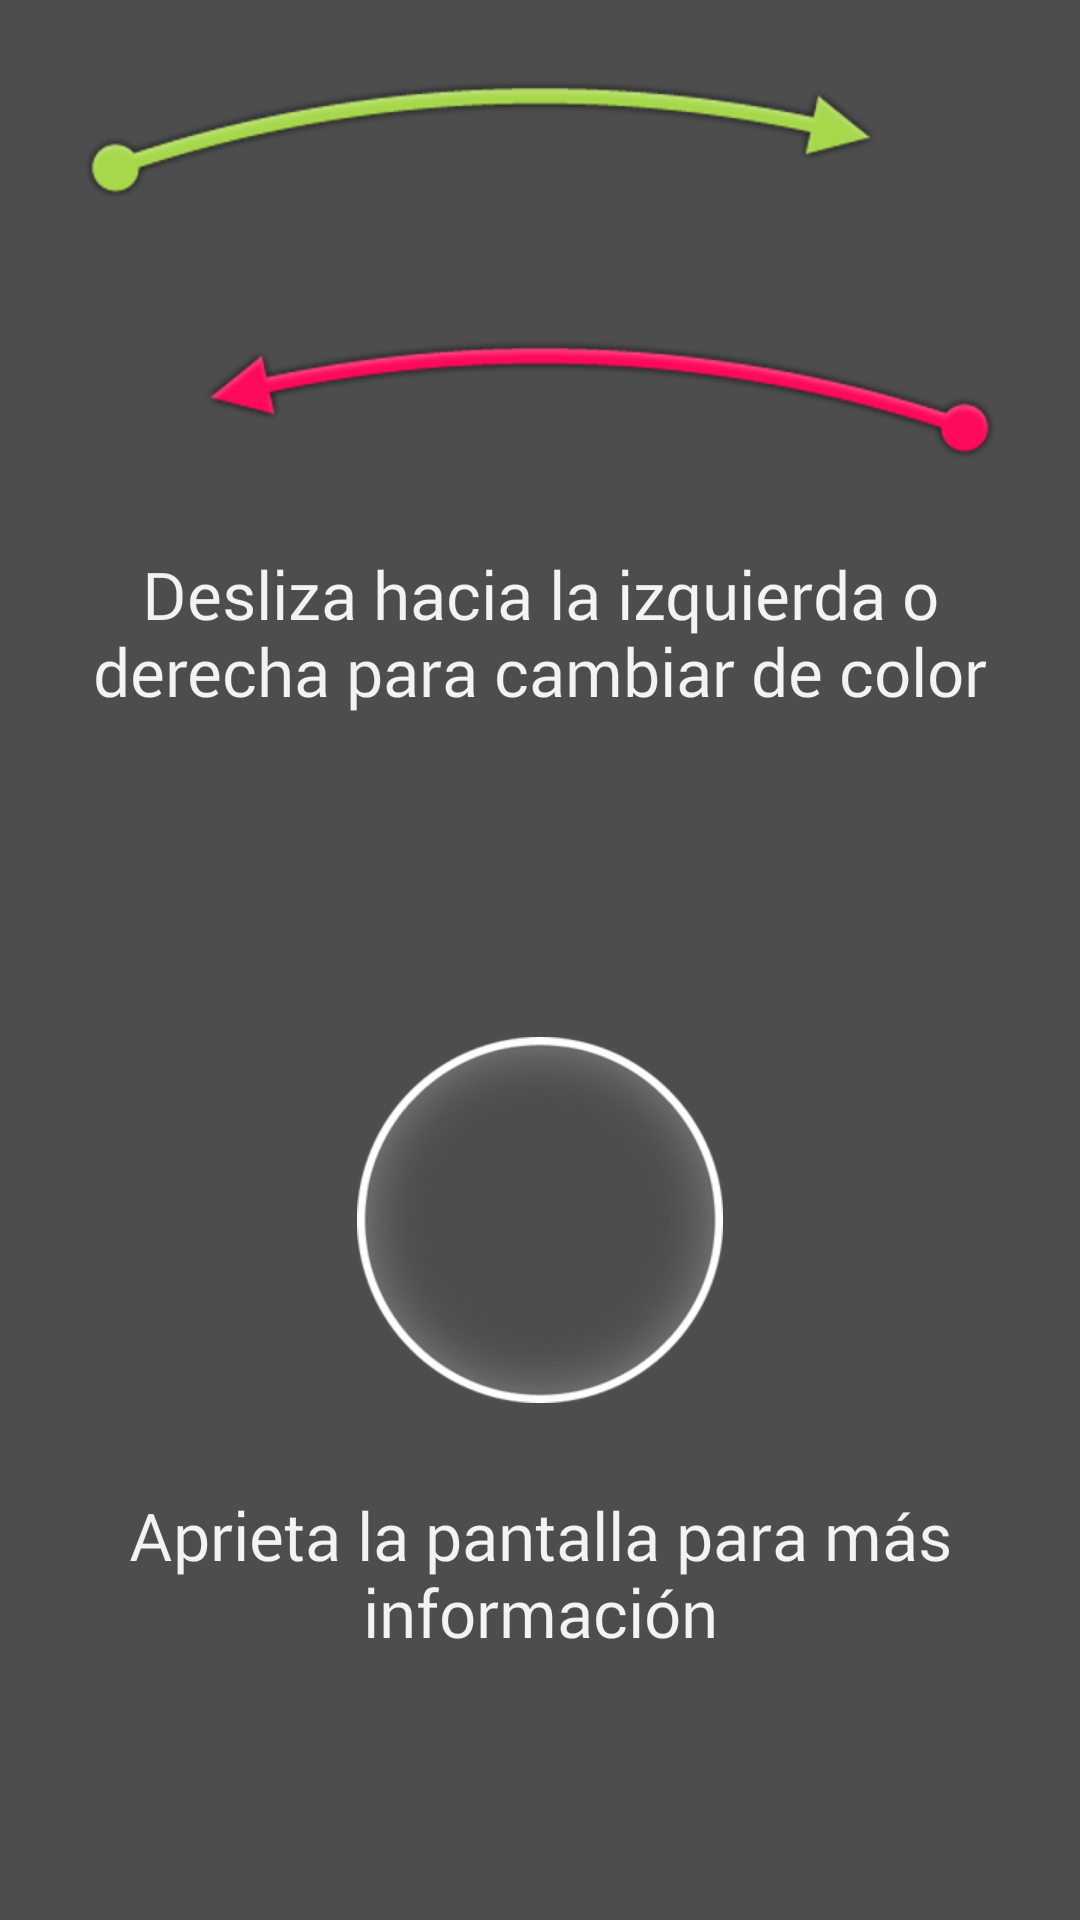 Desliza hacia la izquierda o
derecha para cambiar de color
Aprieta la pantalla para más
información